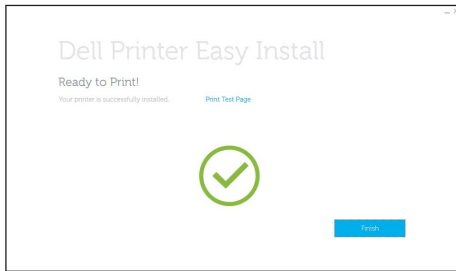 Dell Printer Easy Install
Ready to Print!
Your printer is successfully installed. Print Test Page
Finish